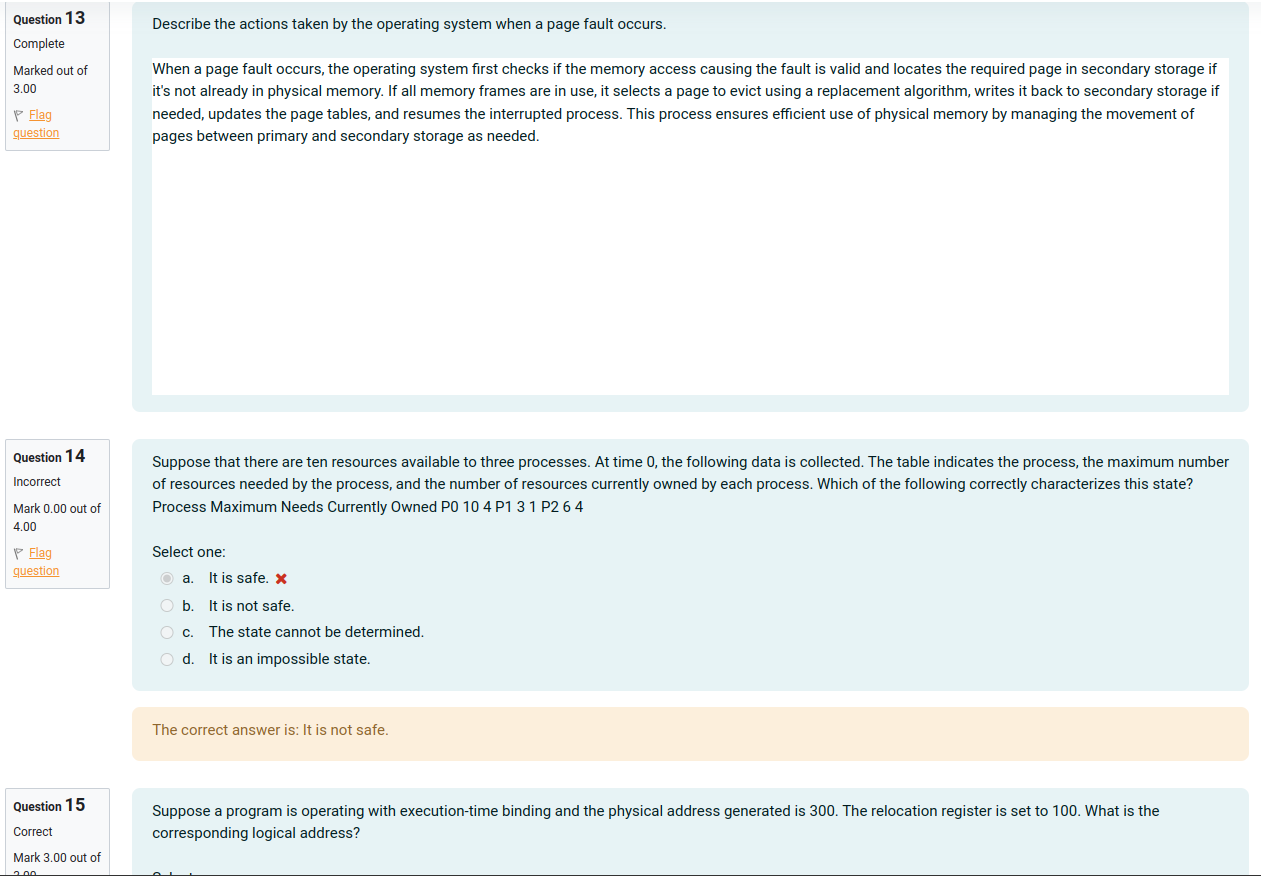 Question 13
Complete
Marked out of
3.00
Flag
question
Describe the actions taken by the operating system when a page fault occurs.
When a page fault occurs, the operating system first checks if the memory access causing the fault is valid and locates the required page in secondary storage if
it's not already in physical memory. If all memory frames are in use, it selects a page to evict using a replacement algorithm, writes it back to secondary storage if
needed, updates the page tables, and resumes the interrupted process. This process ensures efficient use of physical memory by managing the movement of
pages between primary and secondary storage as needed.
Question 14
Incorrect
Mark 0.00 out of
4.00
Flag
question
Suppose that there are ten resources available to three processes. At time 0, the following data is collected. The table indicates the process, the maximum number
of resources needed by the process, and the number of resources currently owned by each process. Which of the following correctly characterizes this state?
Process Maximum Needs Currently Owned P0 10 4 P1 3 1 P2 6 4
Select one:
a. It is safe.
b. It is not safe.
c. The state cannot be determined.
d. It is an impossible state.
The correct answer is: It is not safe.
Question 15
Correct
Mark 3.00 out of
Suppose a program is operating with execution-time binding and the physical address generated is 300. The relocation register is set to 100. What is the
corresponding logical address?